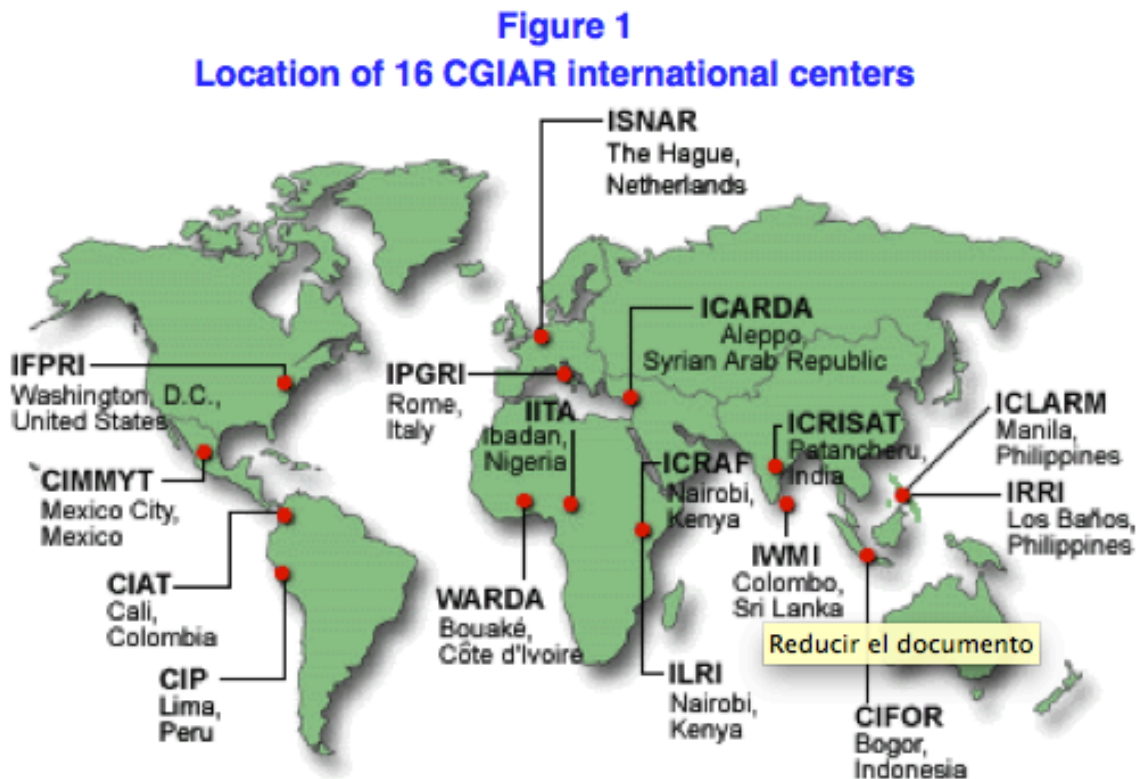 Figure 1
Location of 16 CGIAR international centers
ISNAR
The Hague,
Netherlands
ICARDA
Aleppo,
Syrian Arab Republic
IFPRI
Washington, D.C.,
United States
IPGRI
Rome,
Italy
IITA
Ibadan,
Nigeria
ICRISAT
Patancheru,
India
ICLARM
Manila,
Philippines
CIMMYT
Mexico City,
Mexico
ICRAF
Nairobi,
Kenya
IRRI
Los Baños,
Philippines
IWMI
Colombo,
Sri Lanka
CIAT
Cali,
Colombia
WARDA
Bouaké,
Côte d'Ivoire
Reducir el documento
CIP
Lima,
Peru
ILRI
Nairobi,
Kenya
CIFOR
Bogor,
Indonesia